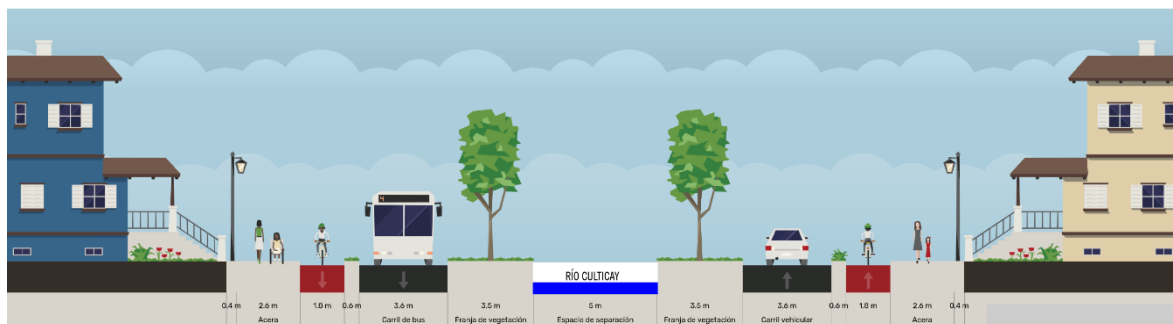 4
RÍO CULTICAY
0.4 m 2.6 m 1.8 m 0.6 m 3.6 m 3.5 m 5 m 3.5 m 3.6 m 0.6 m 1.8 m 2.6 m 0.4 m
Acera Carril de bus Franja de vegetación Espacio de separación Franja de vegetación Carril vehicular Acera